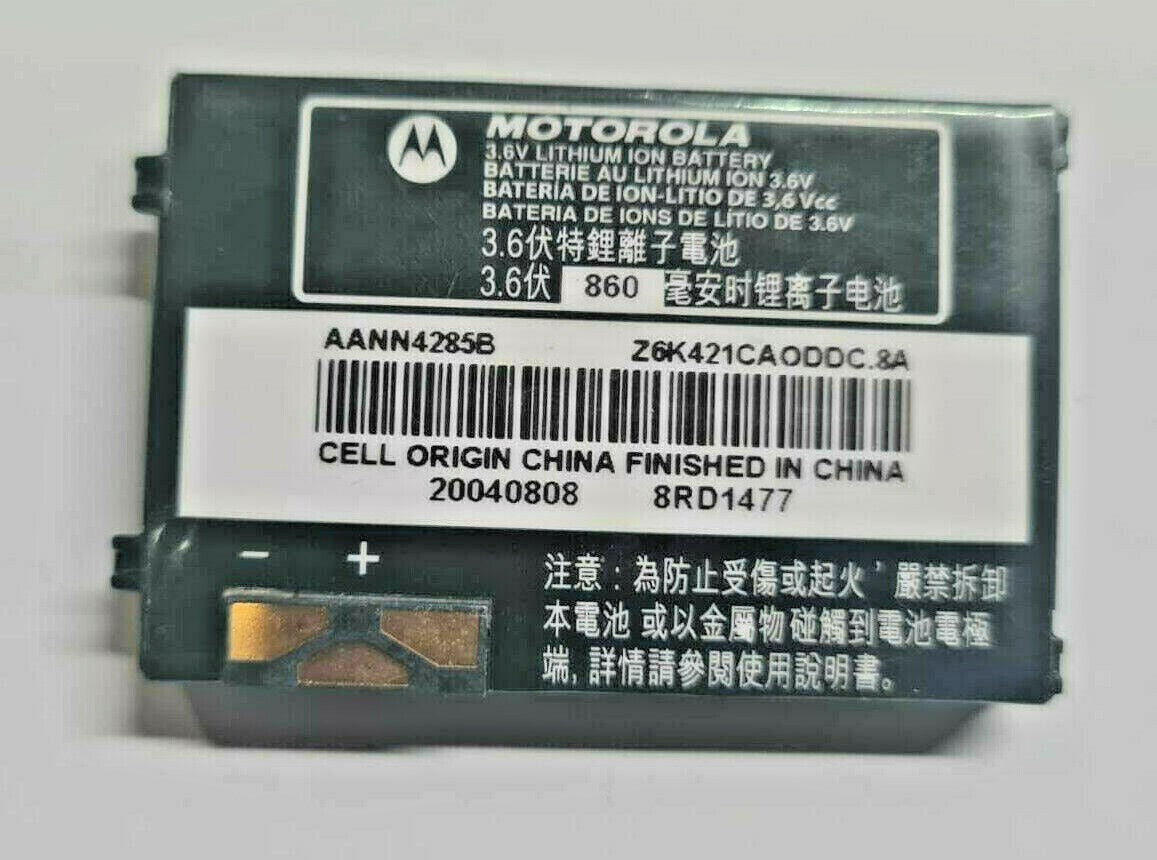 MOTOROLA
3.6V LITHIUM ION BATTERY
BATTERIE AU LITHIUM ION 3.6V
BATERÍA DE ION-LITIO DE 3,6 Vcc
BATERIA DE IONS DE LÍTIO DE 3.6V
3.6伏特鋰離子電池
3.6伏 860 毫安时锂离子电池
AANN4285B Z6K421CAODDC.8A
CELL ORIGIN CHINA FINISHED IN CHINA
20040808 8RD1477
- +
注意：為防止受傷或起火，嚴禁拆卸
本電池 或以金屬物碰觸到電池電極
端, 詳情請參閱使用說明書。